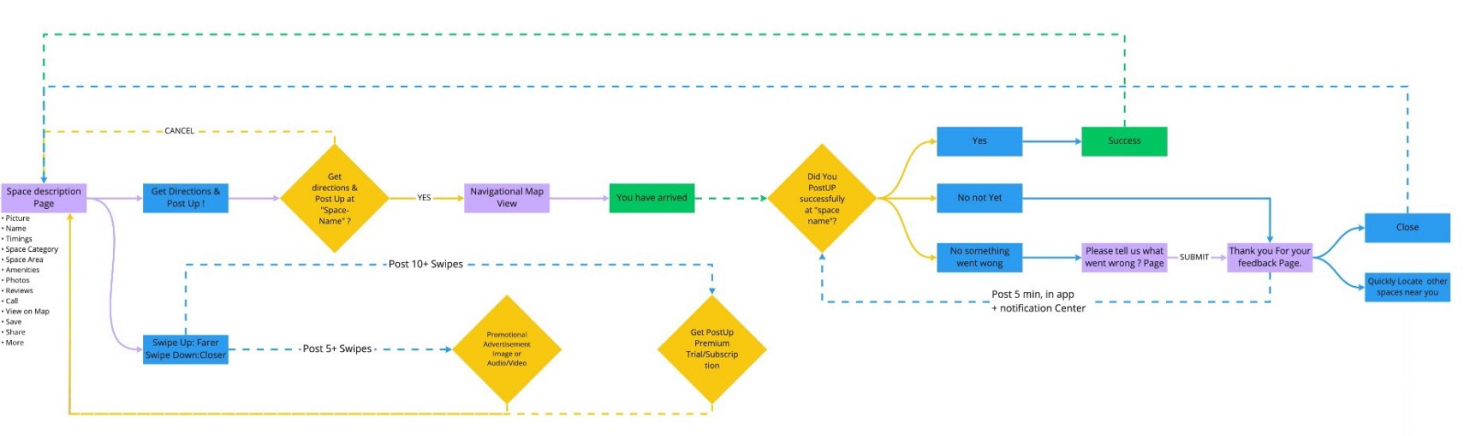 CANCEL
Space description
Page
• Picture
• Name
• Timings
• Space Category
• Space Area
• Amenities
• Photos
• Reviews
• Call
• View on Map
• Save
• Share
• More
Get Directions &
Post Up !
Get
directions &
Post Up at
"Space-
Name" ?
YES
Navigational Map
View
You have arrived
Did You
PostUP
successfully
at "space
name"?
Yes
Success
No not Yet
No something
went wong
Please tell us what
went wrong ? Page
SUBMIT
Thank you For your
feedback Page.
Close
Quickly Locate other
spaces near you
Post 5 min, in app
+ notification Center
Post 10+ Swipes
Swipe Up: Farer
Swipe Down:Closer
Post 5+ Swipes
Promotional
Advertisement
Image or
Audio/Video
Get PostUp
Premium
Trial/Subscrip
tion